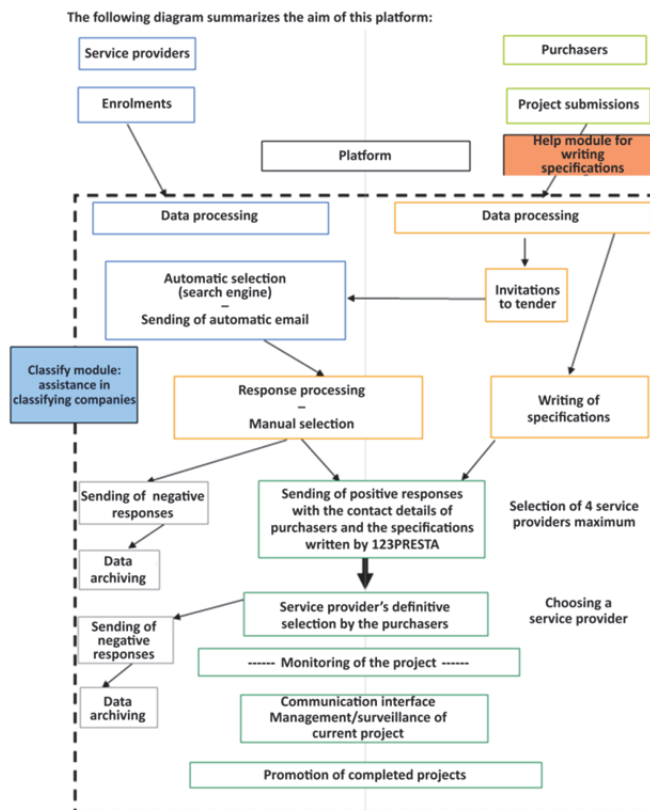 The following diagram summarizes the aim of this platform:
Service providers
Purchasers
Enrolments
Project submissions
Platform
Help module for
writing
specifications
Data processing
Data processing
Automatic selection
(search engine)
–
Sending of automatic email
Invitations
to tender
Classify module:
assistance in
classifying companies
Response processing
–
Manual selection
Writing of
specifications
Sending of negative
responses
Sending of positive responses
with the contact details of
purchasers and the specifications
written by 123PRESTA
Selection of 4 service
providers maximum
Data
archiving
Service provider's definitive
selection by the purchasers
Choosing a
service provider
Sending of
negative
responses
------ Monitoring of the project ------
Data
archiving
Communication interface
Management/surveillance of
current project
Promotion of completed projects